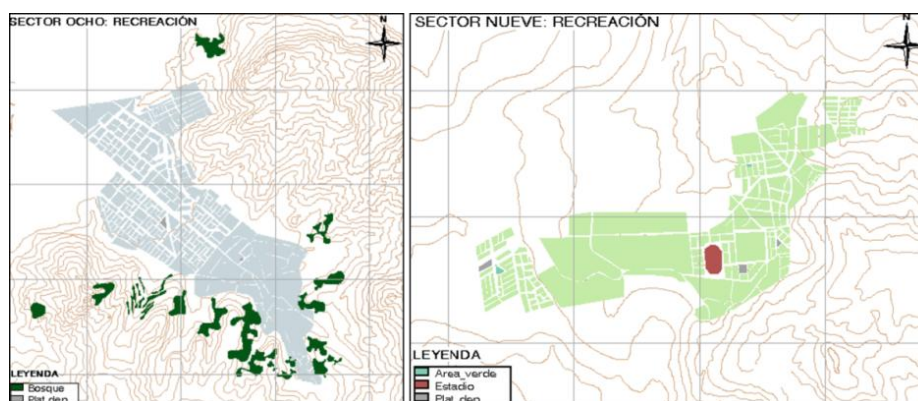 SECTOR OCHO: RECREACIÓN
N
LEYENDA
Bosque
Plat.dep
SECTOR NUEVE: RECREACIÓN
N
LEYENDA
Area_verde
Estadio
Plat_dep